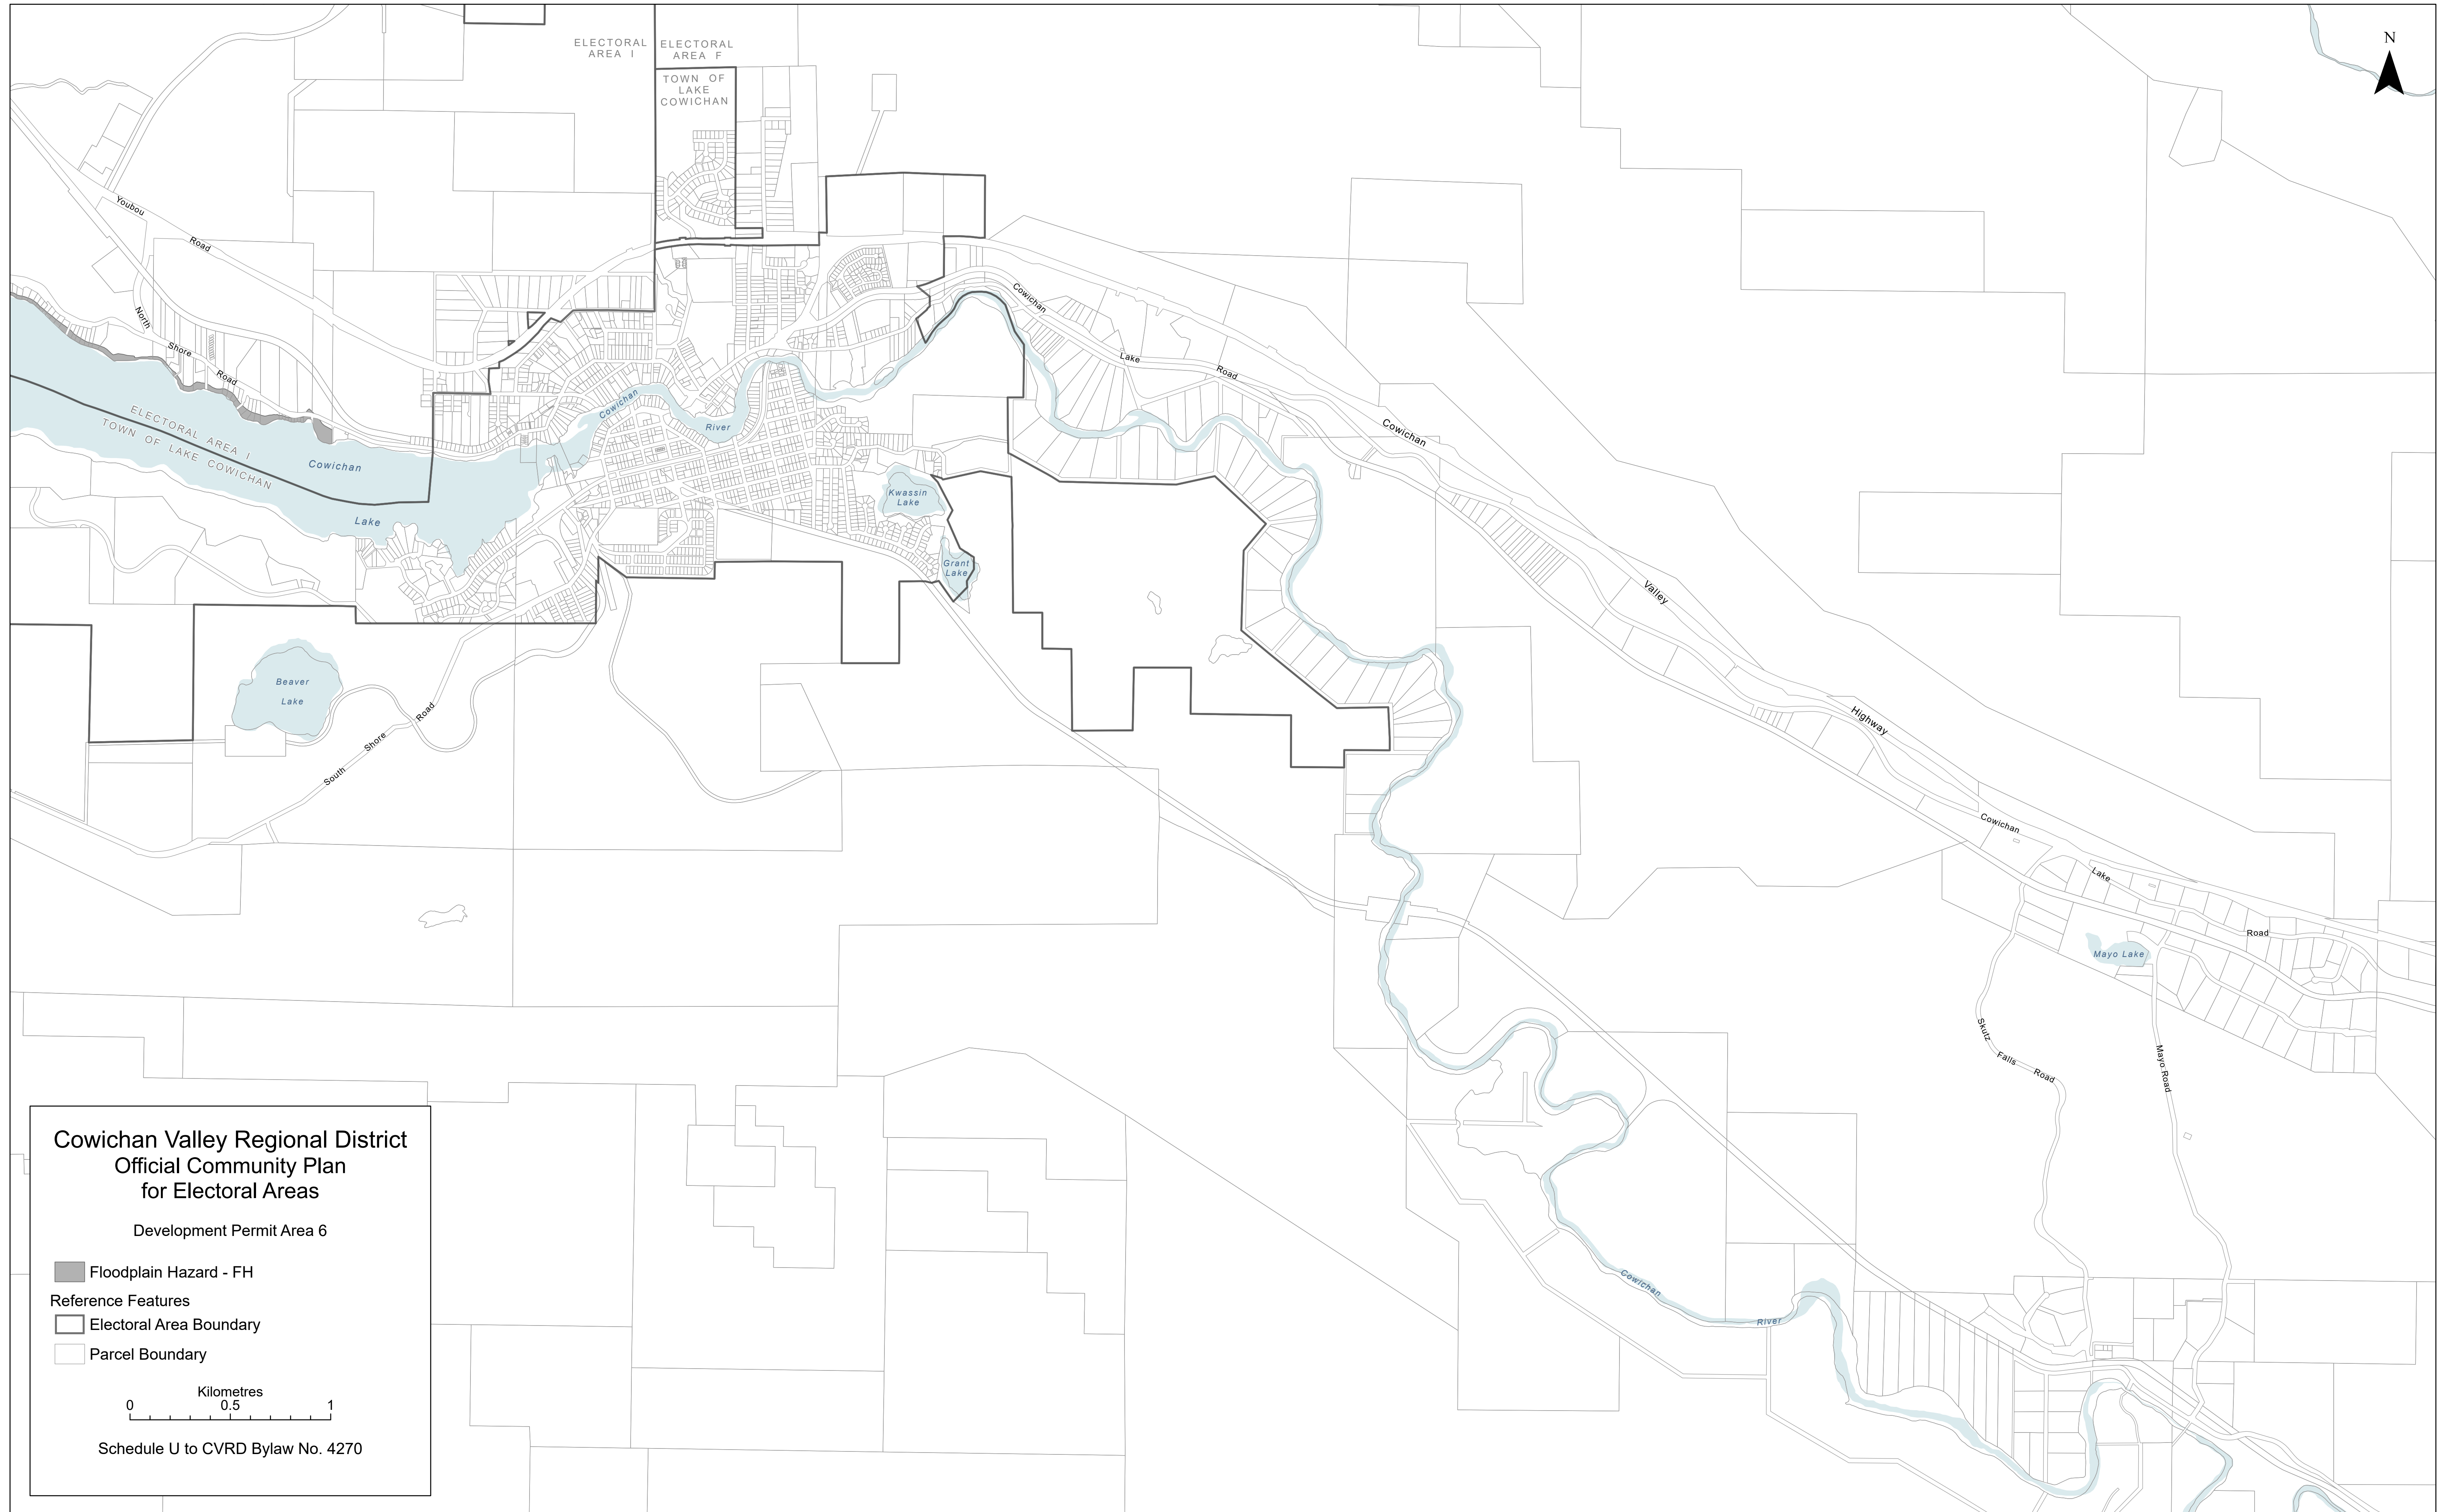 ELECTORAL
AREA I
ELECTORAL
AREA F
TOWN OF
LAKE
COWICHAN
N
Youbou
Road
North
Shore
Road
Cowichan
Lake
Road
Cowichan
Valley
Highway
Cowichan
River
ELECTORAL AREA I
TOWN OF LAKE COWICHAN
Cowichan
Lake
Kwassin
Lake
Grant
Lake
Beaver
Lake
South
Shore
Road
Cowichan
Lake
Road
Mayo Lake
Skutz
Falls
Road
Mayo Road
Cowichan
River
Cowichan Valley Regional District
Official Community Plan
for Electoral Areas
Development Permit Area 6
Floodplain Hazard - FH
Reference Features
Electoral Area Boundary
Parcel Boundary
Kilometres
0 0.5 1
Schedule U to CVRD Bylaw No. 4270